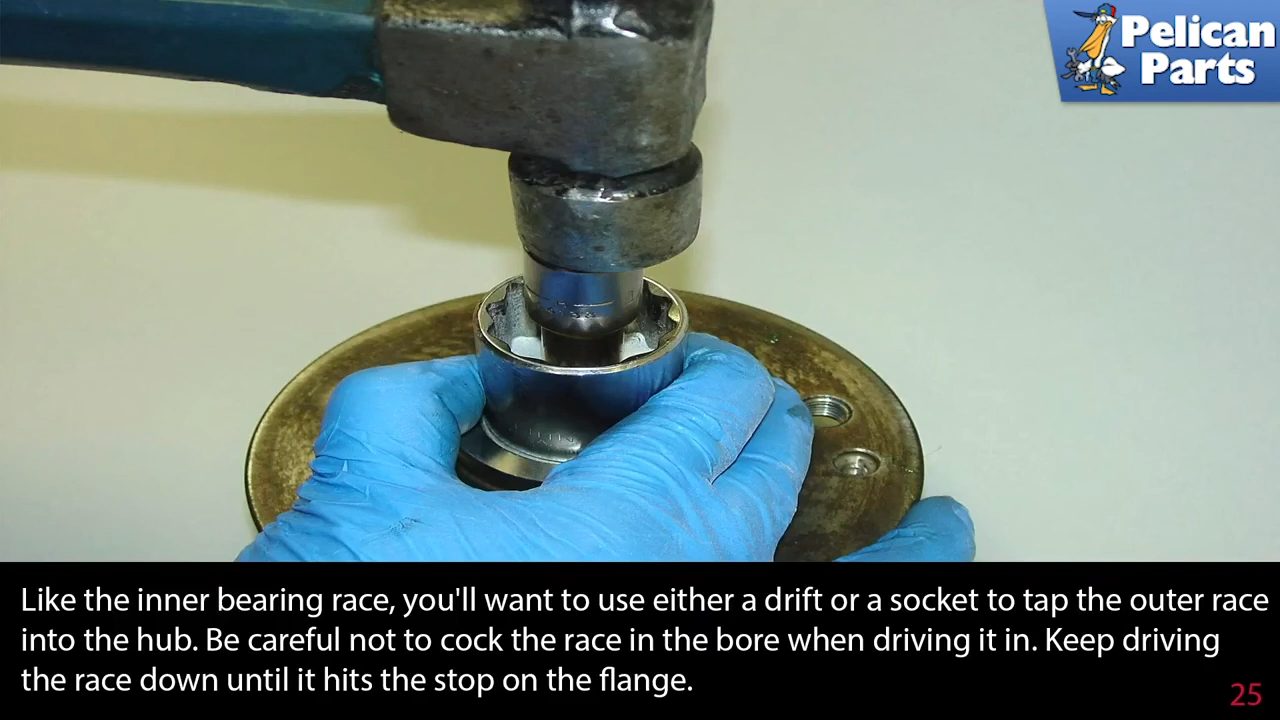 Pelican
Parts
Like the inner bearing race, you'll want to use either a drift or a socket to tap the outer race
into the hub. Be careful not to cock the race in the bore when driving it in. Keep driving
the race down until it hits the stop on the flange.
25